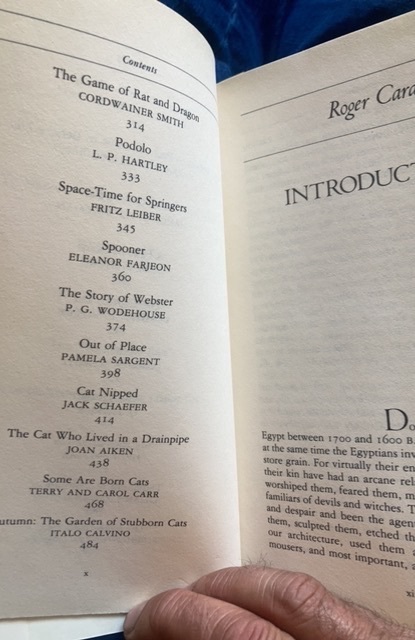 Contents
The Game of Rat and Dragon
CORDWAINER SMITH
314
Podolo
L. P. HARTLEY
333
Space-Time for Springers
FRITZ LEIBER
345
Spooner
ELEANOR FARJEON
360
The Story of Webster
P. G. WODEHOUSE
374
Out of Place
PAMELA SARGENT
398
Cat Nipped
JACK SCHAEFER
414
The Cat Who Lived in a Drainpipe
JOAN AIKEN
438
Some Are Born Cats
TERRY AND CAROL CARR
468
utumn: The Garden of Stubborn Cats
ITALO CALVINO
484
x
Roger Cara
INTRODUCT
Do
Egypt between 1700 and 1600 B.
at the same time the Egyptians inv
store grain. For virtually their en
their kin have had an arcane rel
worshiped them, feared them, m
familiars of devils and witches. T
and despair and been the agen
them, sculpted them, etched th
our architecture, used them
mousers, and most important, a
xi